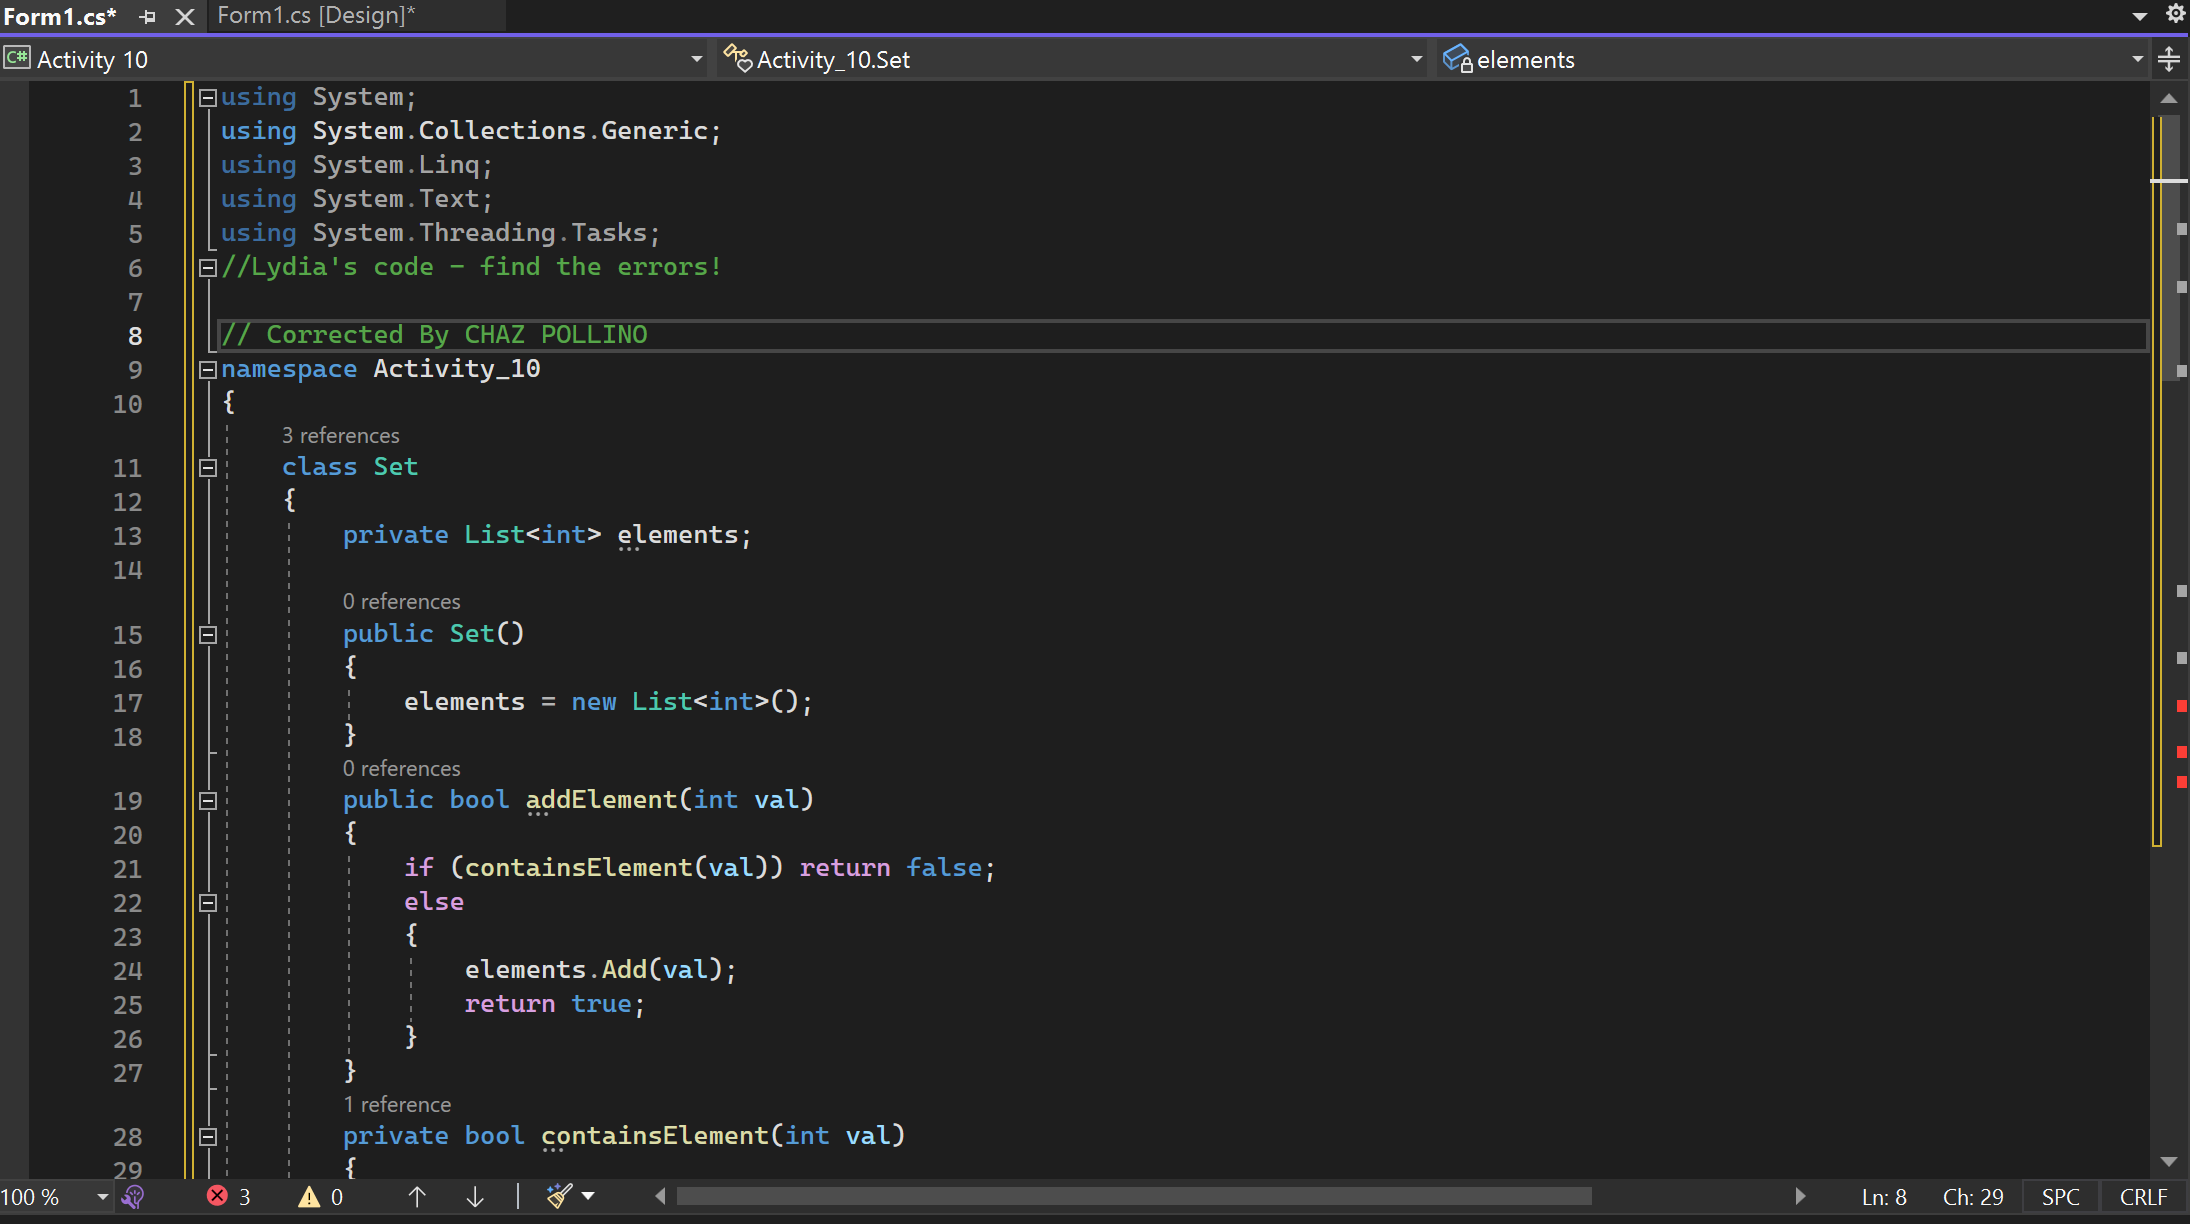 Form1.cs* Form1.cs [Design]*
C# Activity 10 Activity_10.Set elements
1 using System;
2 using System.Collections.Generic;
3 using System.Linq;
4 using System.Text;
5 using System.Threading.Tasks;
6 //Lydia's code - find the errors!
7
8 // Corrected By CHAZ POLLINO
9 namespace Activity_10
10 {
3 references
11 class Set
12 {
13 private List<int> elements;
14
0 references
15 public Set()
16 {
17 elements = new List<int>();
18 }
0 references
19 public bool addElement(int val)
20 {
21 if (containsElement(val)) return false;
22 else
23 {
24 elements.Add(val);
25 return true;
26 }
27 }
1 reference
28 private bool containsElement(int val)
29 {
100 % 3 0 Ln: 8 Ch: 29 SPC CRLF